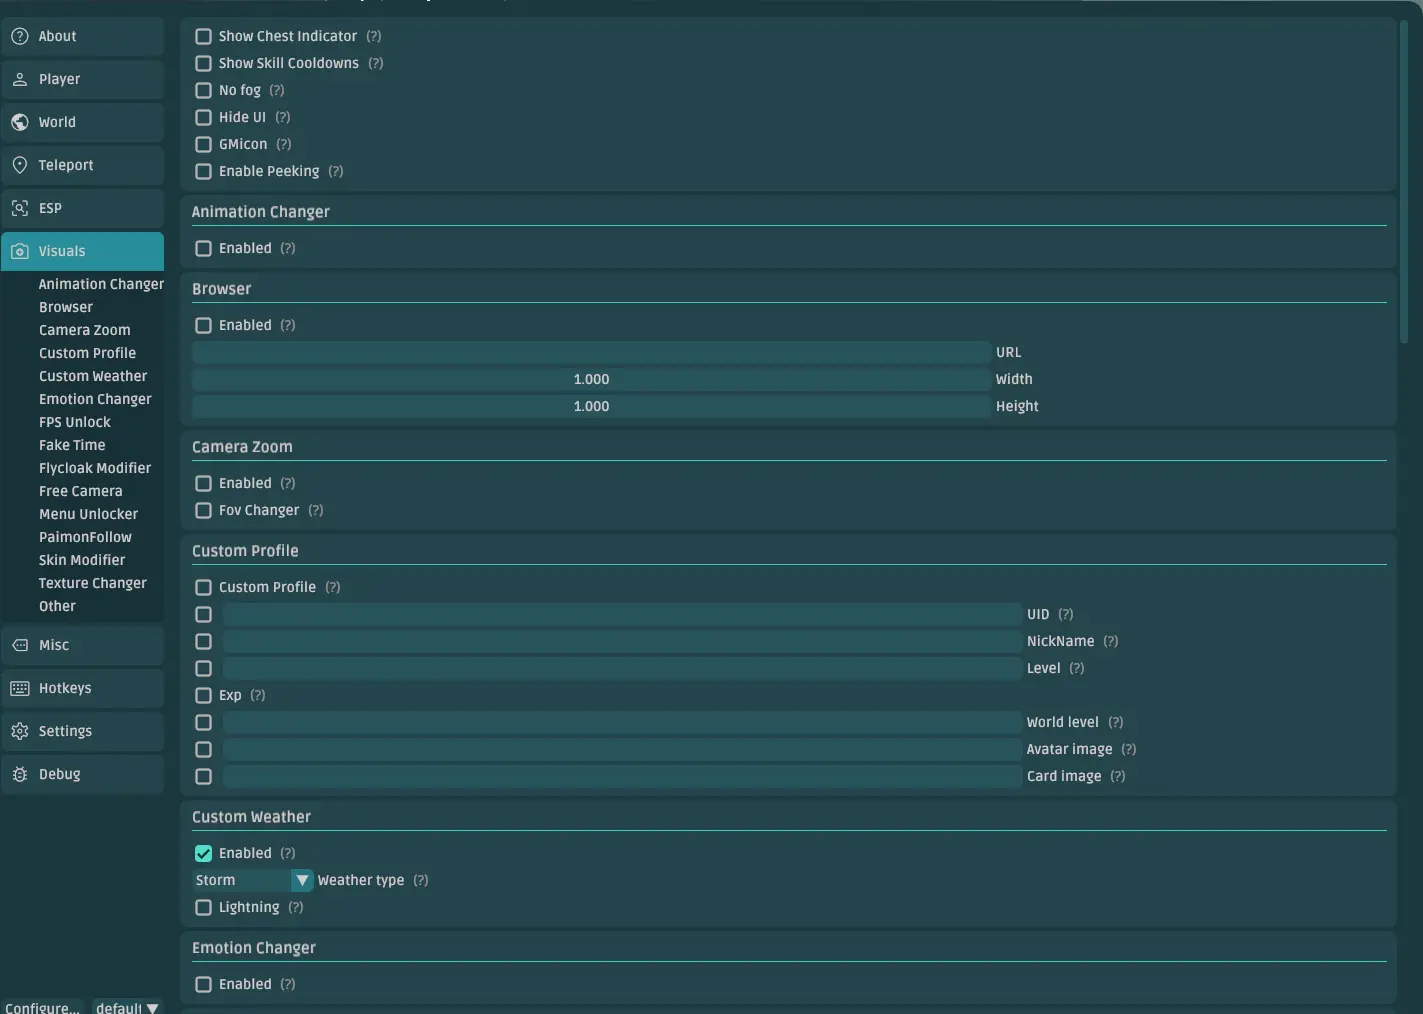 About
Player
World
Teleport
ESP
Visuals
Animation Changer
Browser
Camera Zoom
Custom Profile
Custom Weather
Emotion Changer
FPS Unlock
Fake Time
Flycloak Modifier
Free Camera
Menu Unlocker
PaimonFollow
Skin Modifier
Texture Changer
Other
Misc
Hotkeys
Settings
Debug
Configure...
default
Show Chest Indicator (?)
Show Skill Cooldowns (?)
No fog (?)
Hide UI (?)
GMicon (?)
Enable Peeking (?)
Animation Changer
Enabled (?)
Browser
Enabled (?)
URL
1.000 Width
1.000 Height
Camera Zoom
Enabled (?)
Fov Changer (?)
Custom Profile
Custom Profile (?)
UID (?)
NickName (?)
Level (?)
Exp (?)
World level (?)
Avatar image (?)
Card image (?)
Custom Weather
Enabled (?)
Storm Weather type (?)
Lightning (?)
Emotion Changer
Enabled (?)